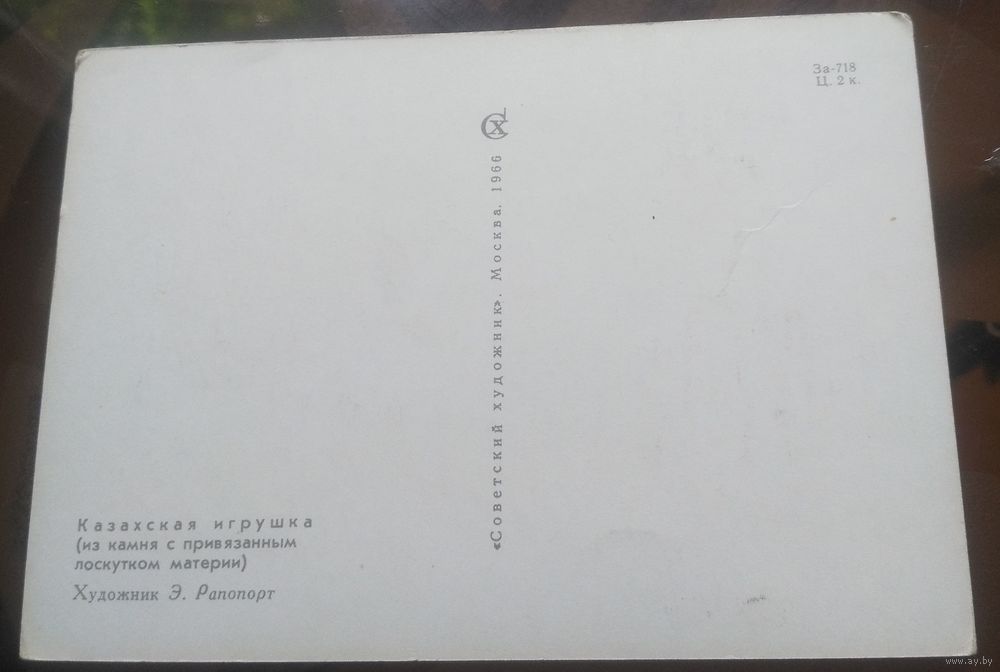 За-718
Ц. 2 к.
«Советский художник». Москва. 1966
Казахская игрушка
(из камня с привязанным
лоскутком материи)
Художник Э. Рапопорт
www.ay.by